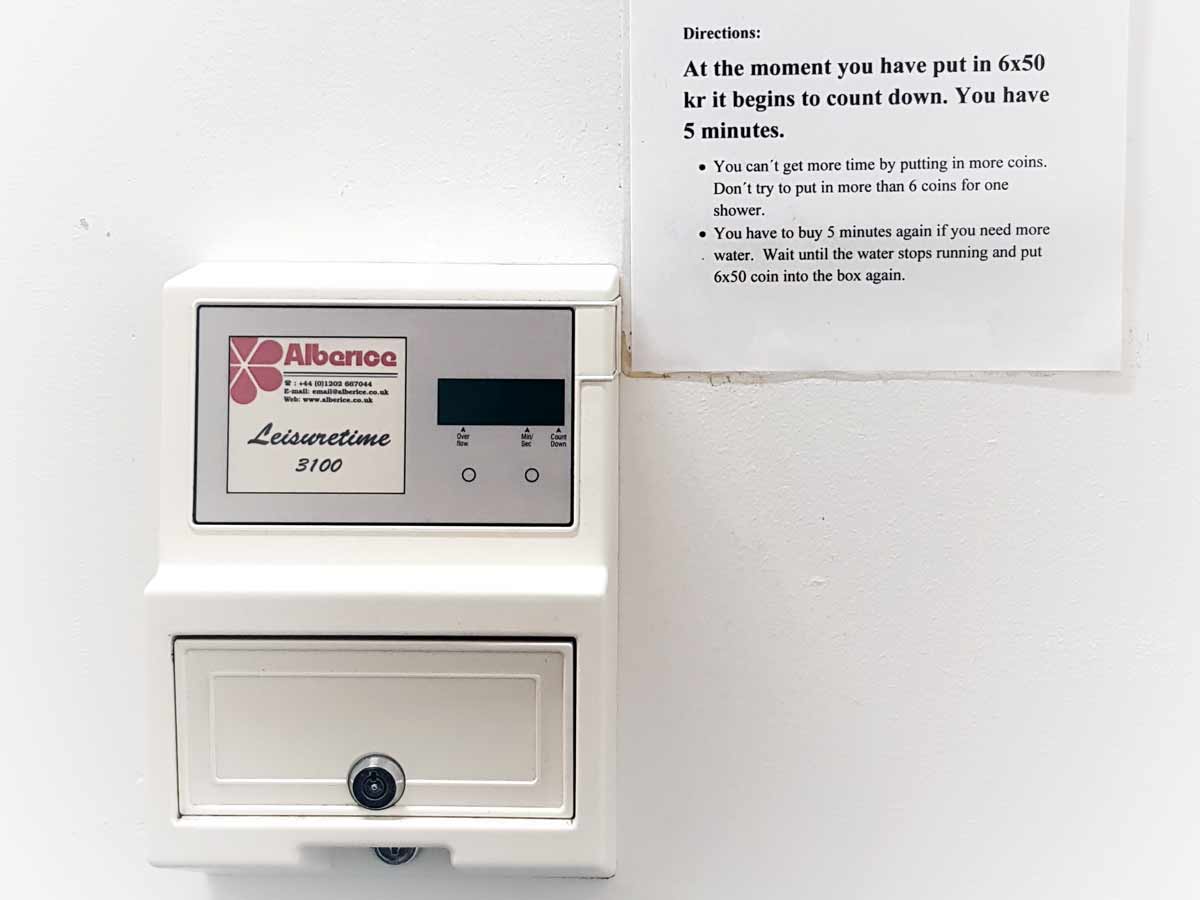 Directions:
At the moment you have put in 6x50
kr it begins to count down. You have
5 minutes.
• You can´t get more time by putting in more coins.
Don´t try to put in more than 6 coins for one
shower.
• You have to buy 5 minutes again if you need more
water. Wait until the water stops running and put
6x50 coin into the box again.
Alberice
☎ : +44 (0)1202 667044
E-mail: email@alberice.co.uk
Web: www.alberice.co.uk
Leisuretime
3100
Over
flow
Min/
Sec
Count
Down